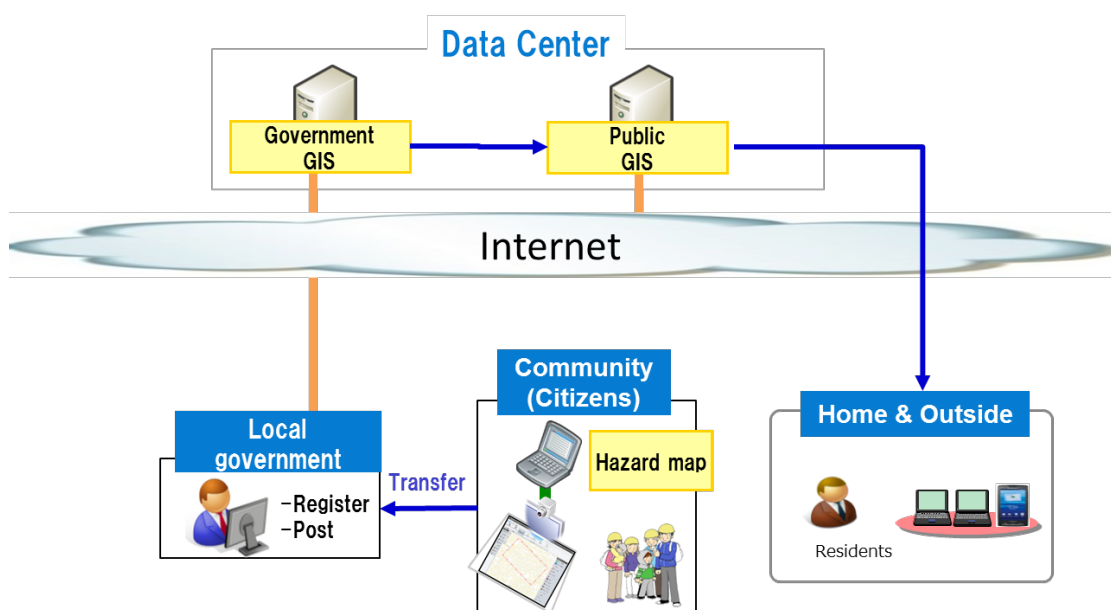 Data Center
Government
GIS
Public
GIS
Internet
Community
(Citizens)
Hazard map
Local
government
-Register
-Post
Transfer
Home & Outside
Residents